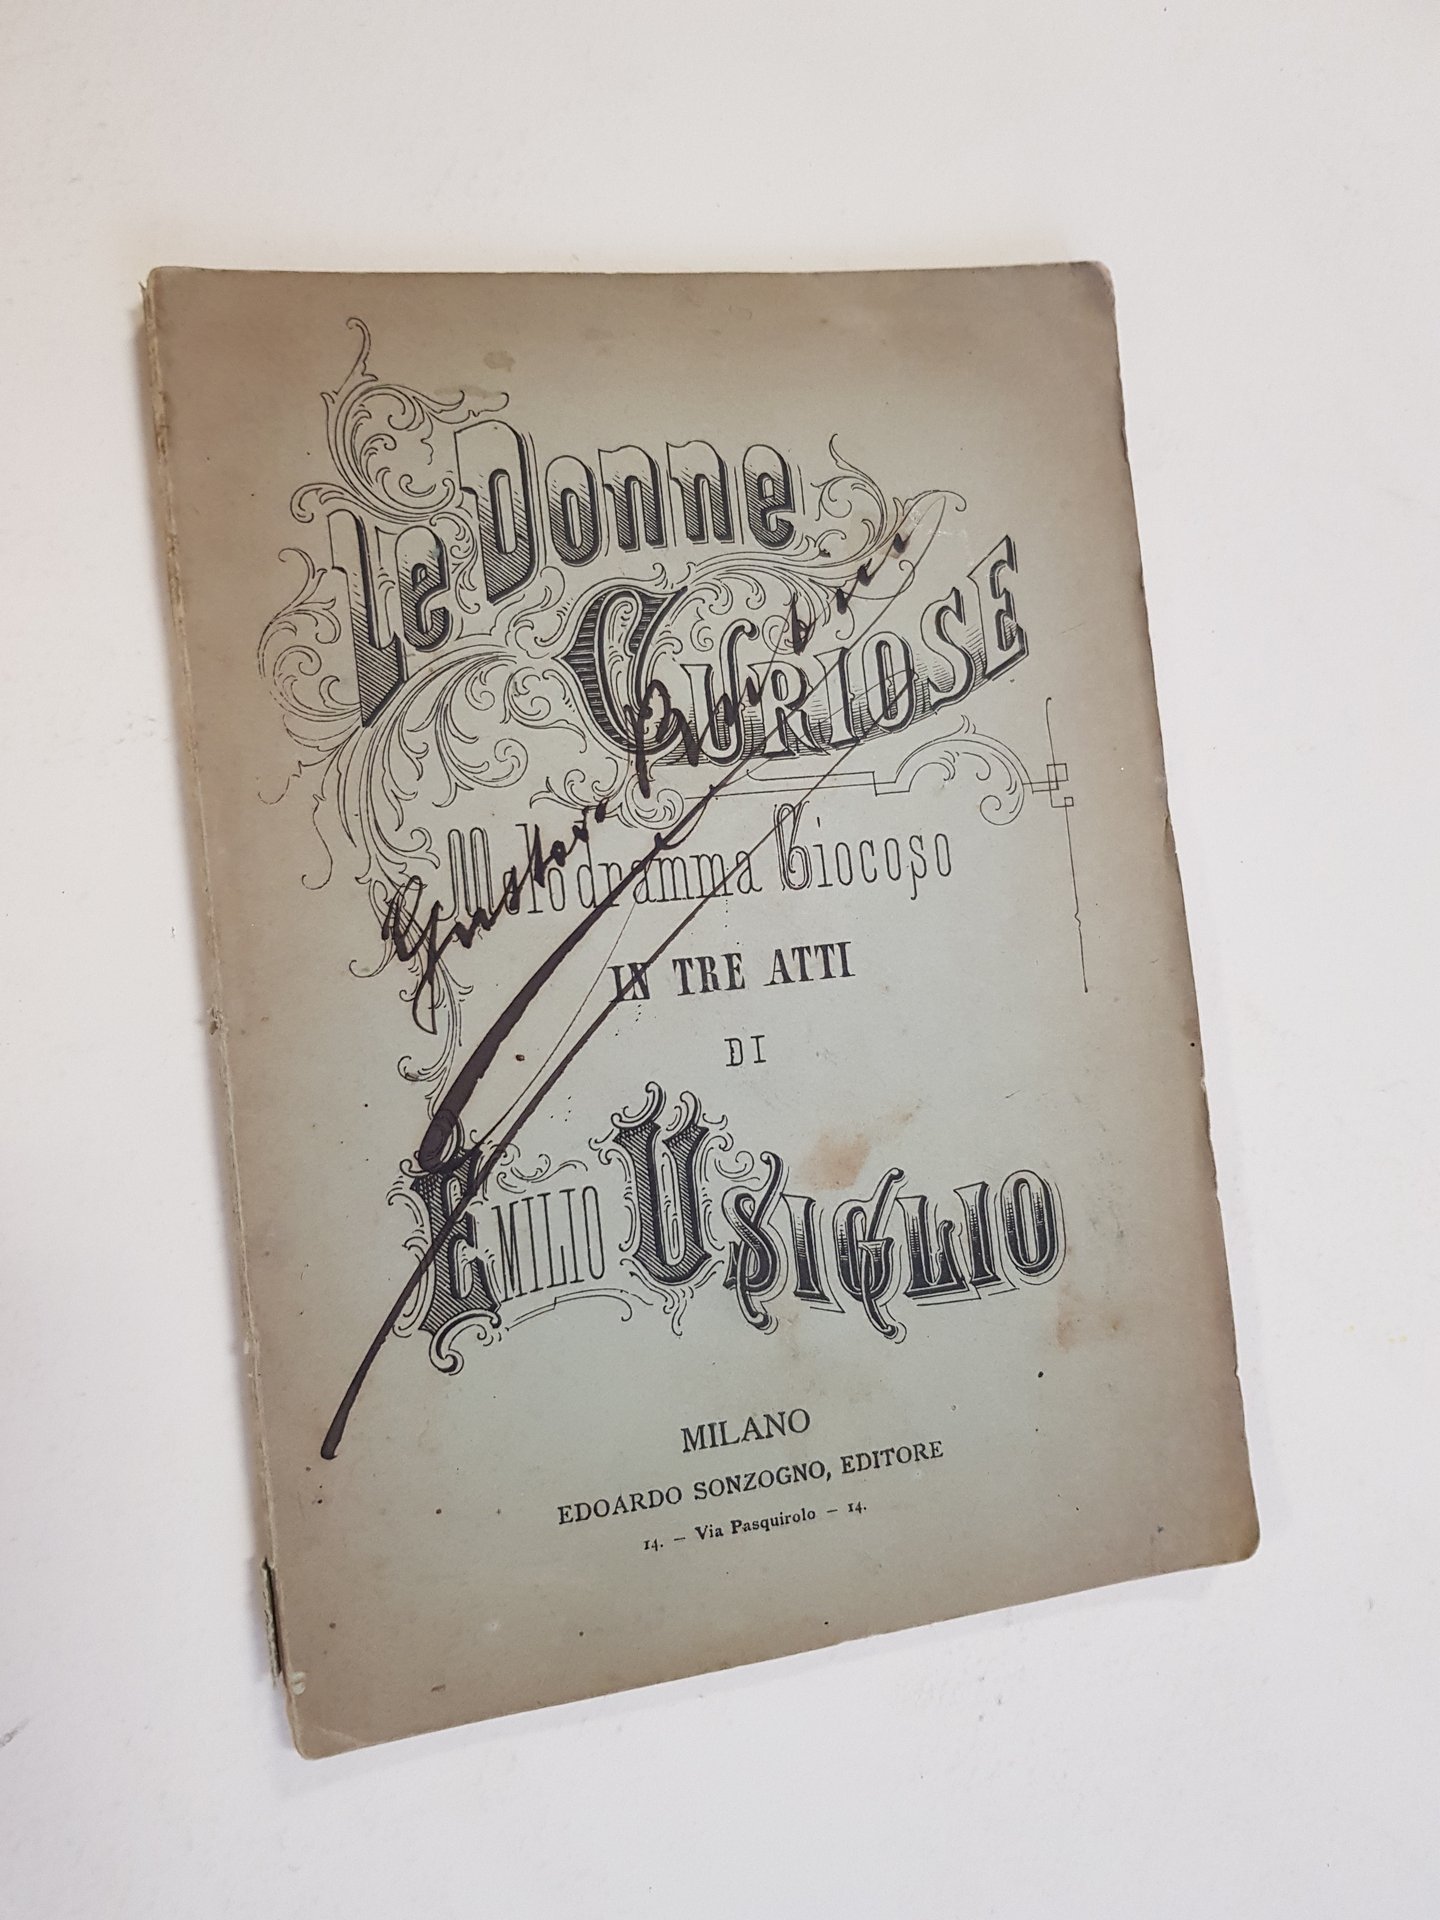 Le Donne
CURIOSE
Melodramma Giocoso
IN TRE ATTI
DI
EMILIO USIGLIO
MILANO
EDOARDO SONZOGNO, EDITORE
14. — Via Pasquirolo — 14.
Gustavo